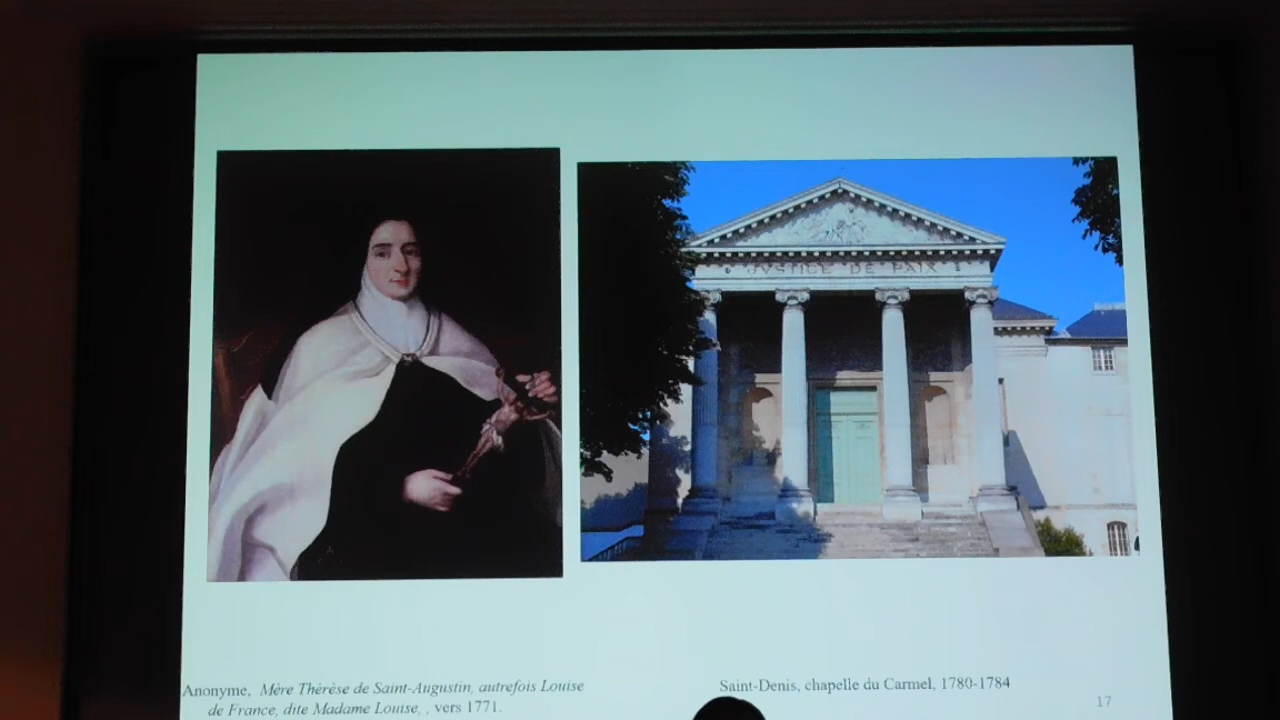 JVSTICE DE PAIX
Anonyme, Mère Thérèse de Saint-Augustin, autrefois Louise
de France, dite Madame Louise, , vers 1771.
Saint-Denis, chapelle du Carmel, 1780-1784
17